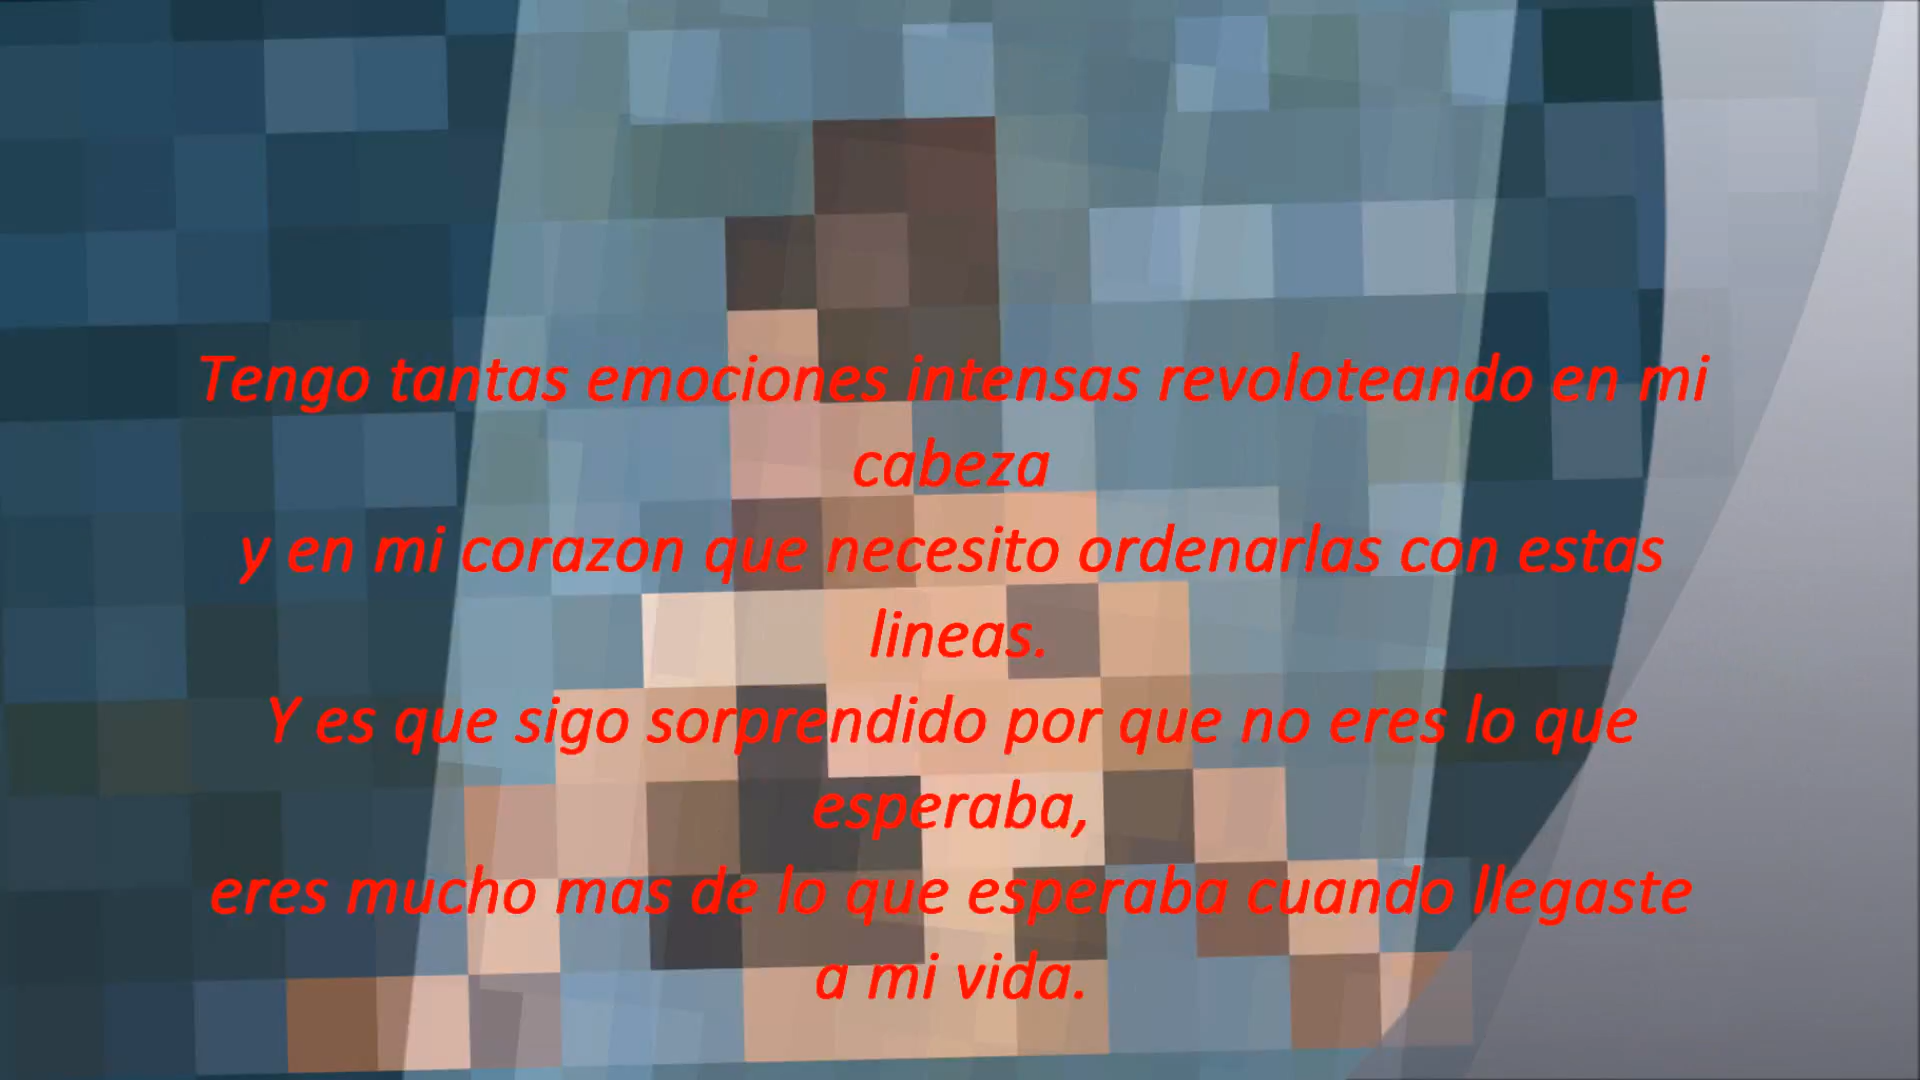 Tengo tantas emociones intensas revoloteando en mi
cabeza
y en mi corazon que necesito ordenarlas con estas
lineas.
Y es que sigo sorprendido por que no eres lo que
esperaba,
eres mucho mas de lo que esperaba cuando llegaste
a mi vida.